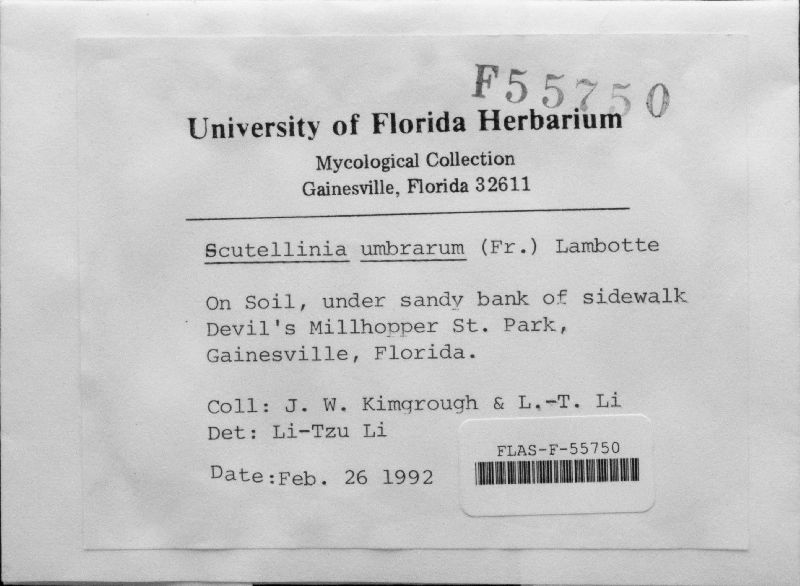 F55750
University of Florida Herbarium
Mycological Collection
Gainesville, Florida 32611
Scutellinia umbrarum (Fr.) Lambotte
On Soil, under sandy bank of sidewalk
Devil's Millhopper St. Park,
Gainesville, Florida.
Coll: J. W. Kimgrough & L.-T. Li
Det: Li-Tzu Li
Date:Feb. 26 1992
FLAS-F-55750